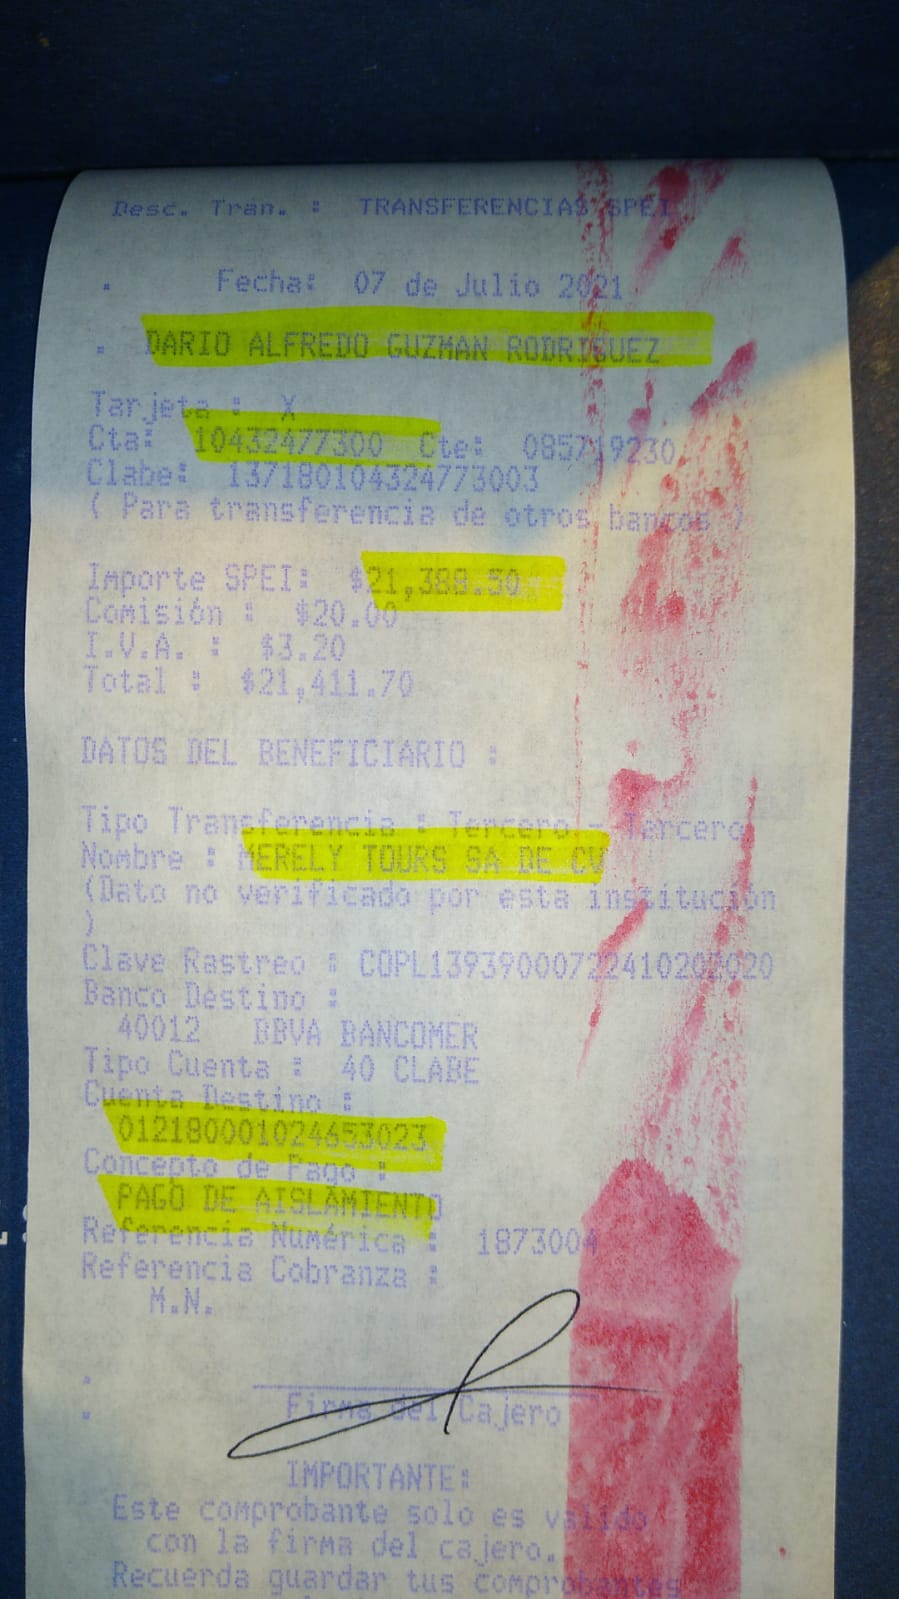 Desc. Tran. : TRANSFERENCIAS SPEI
. Fecha: 07 de Julio 2021
. DARIO ALFREDO GUZMAN RODRIGUEZ
Tarjeta : X
Cta: 10432477300 Cte: 085719230
Clabe: 137180104324773003
( Para transferencia de otros bancos )
Importe SPEI: $21,388.50
Comisión : $20.00
I.V.A. : $3.20
Total : $21,411.70
DATOS DEL BENEFICIARIO :
Tipo Transferencia : Tercero - Tercero
Nombre : MERELY TOURS SA DE CV
(Dato no verificado por esta institución
)
Clave Rastreo : COPL13939000722410202020
Banco Destino :
40012 BBVA BANCOMER
Tipo Cuenta : 40 CLABE
Cuenta Destino :
012180001024653023
Concepto de Pago :
PAGO DE AISLAMIENTO
Referencia Numérica : 1873004
Referencia Cobranza :
M.N.
Firma del Cajero
IMPORTANTE:
Este comprobante solo es valido
con la firma del cajero.
Recuerda guardar tus comprobantes